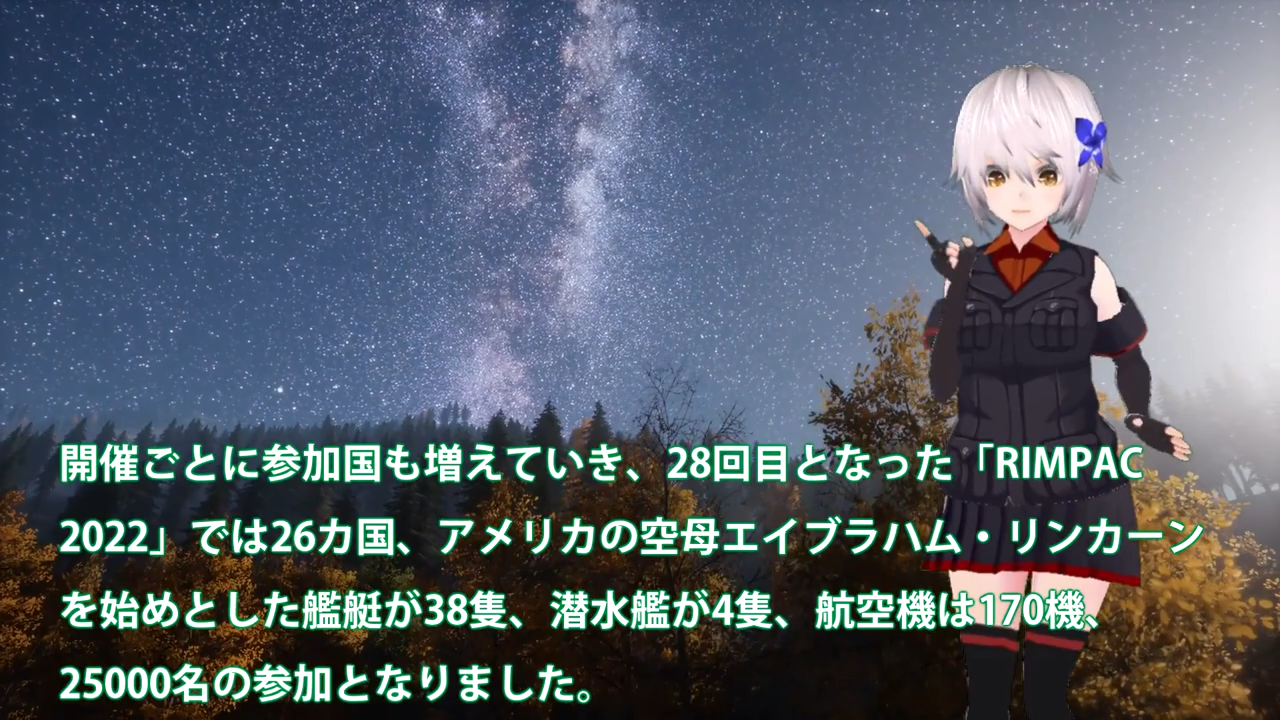 開催ごとに参加国も増えていき、28回目となった「RIMPAC
2022」では26カ国、アメリカの空母エイブラハム・リンカーン
を始めとした艦艇が38隻、潜水艦が4隻、航空機は170機、
25000名の参加となりました。